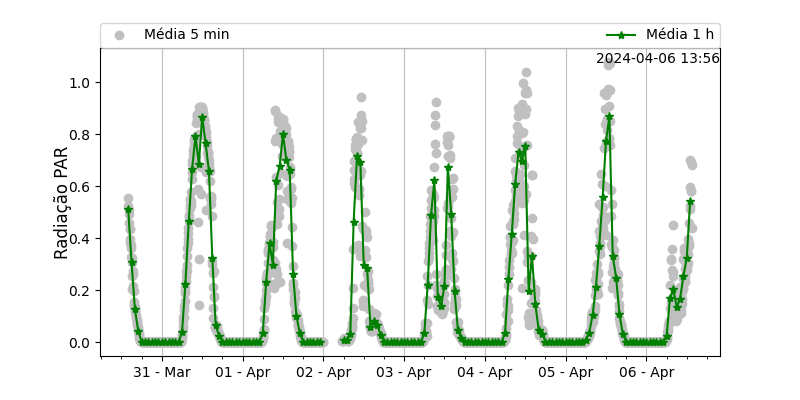 Média 5 min
Média 1 h
2024-04-06 13:56
Radiação PAR
1.0
0.8
0.6
0.4
0.2
0.0
31 - Mar
01 - Apr
02 - Apr
03 - Apr
04 - Apr
05 - Apr
06 - Apr